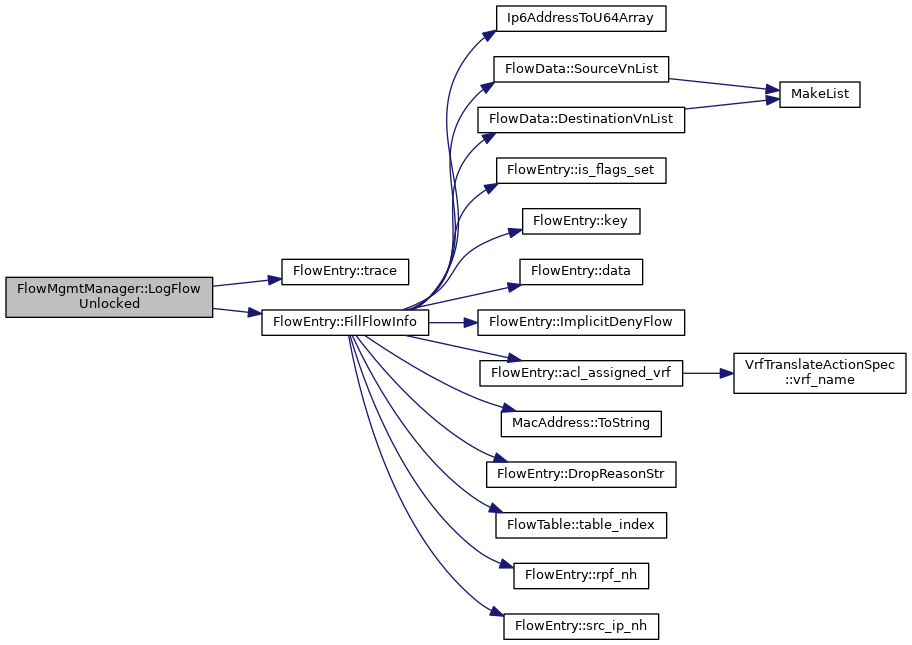 Ip6AddressToU64Array
FlowData::SourceVnList
MakeList
FlowData::DestinationVnList
FlowEntry::is_flags_set
FlowEntry::key
FlowEntry::trace
FlowEntry::data
FlowMgmtManager::LogFlow
Unlocked
FlowEntry::FillFlowInfo
FlowEntry::ImplicitDenyFlow
FlowEntry::acl_assigned_vrf
VrfTranslateActionSpec
::vrf_name
MacAddress::ToString
FlowEntry::DropReasonStr
FlowTable::table_index
FlowEntry::rpf_nh
FlowEntry::src_ip_nh